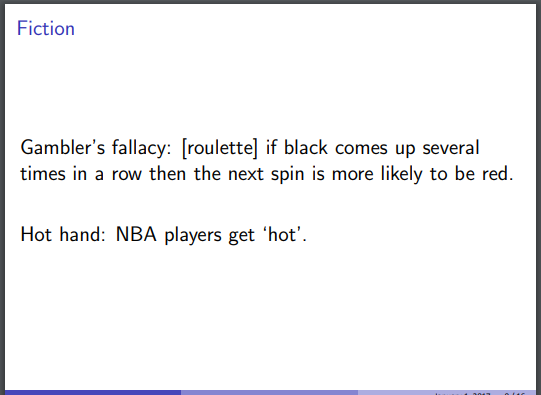 Fiction
Gambler's fallacy: [roulette] if black comes up several
times in a row then the next spin is more likely to be red.
Hot hand: NBA players get ‘hot’.